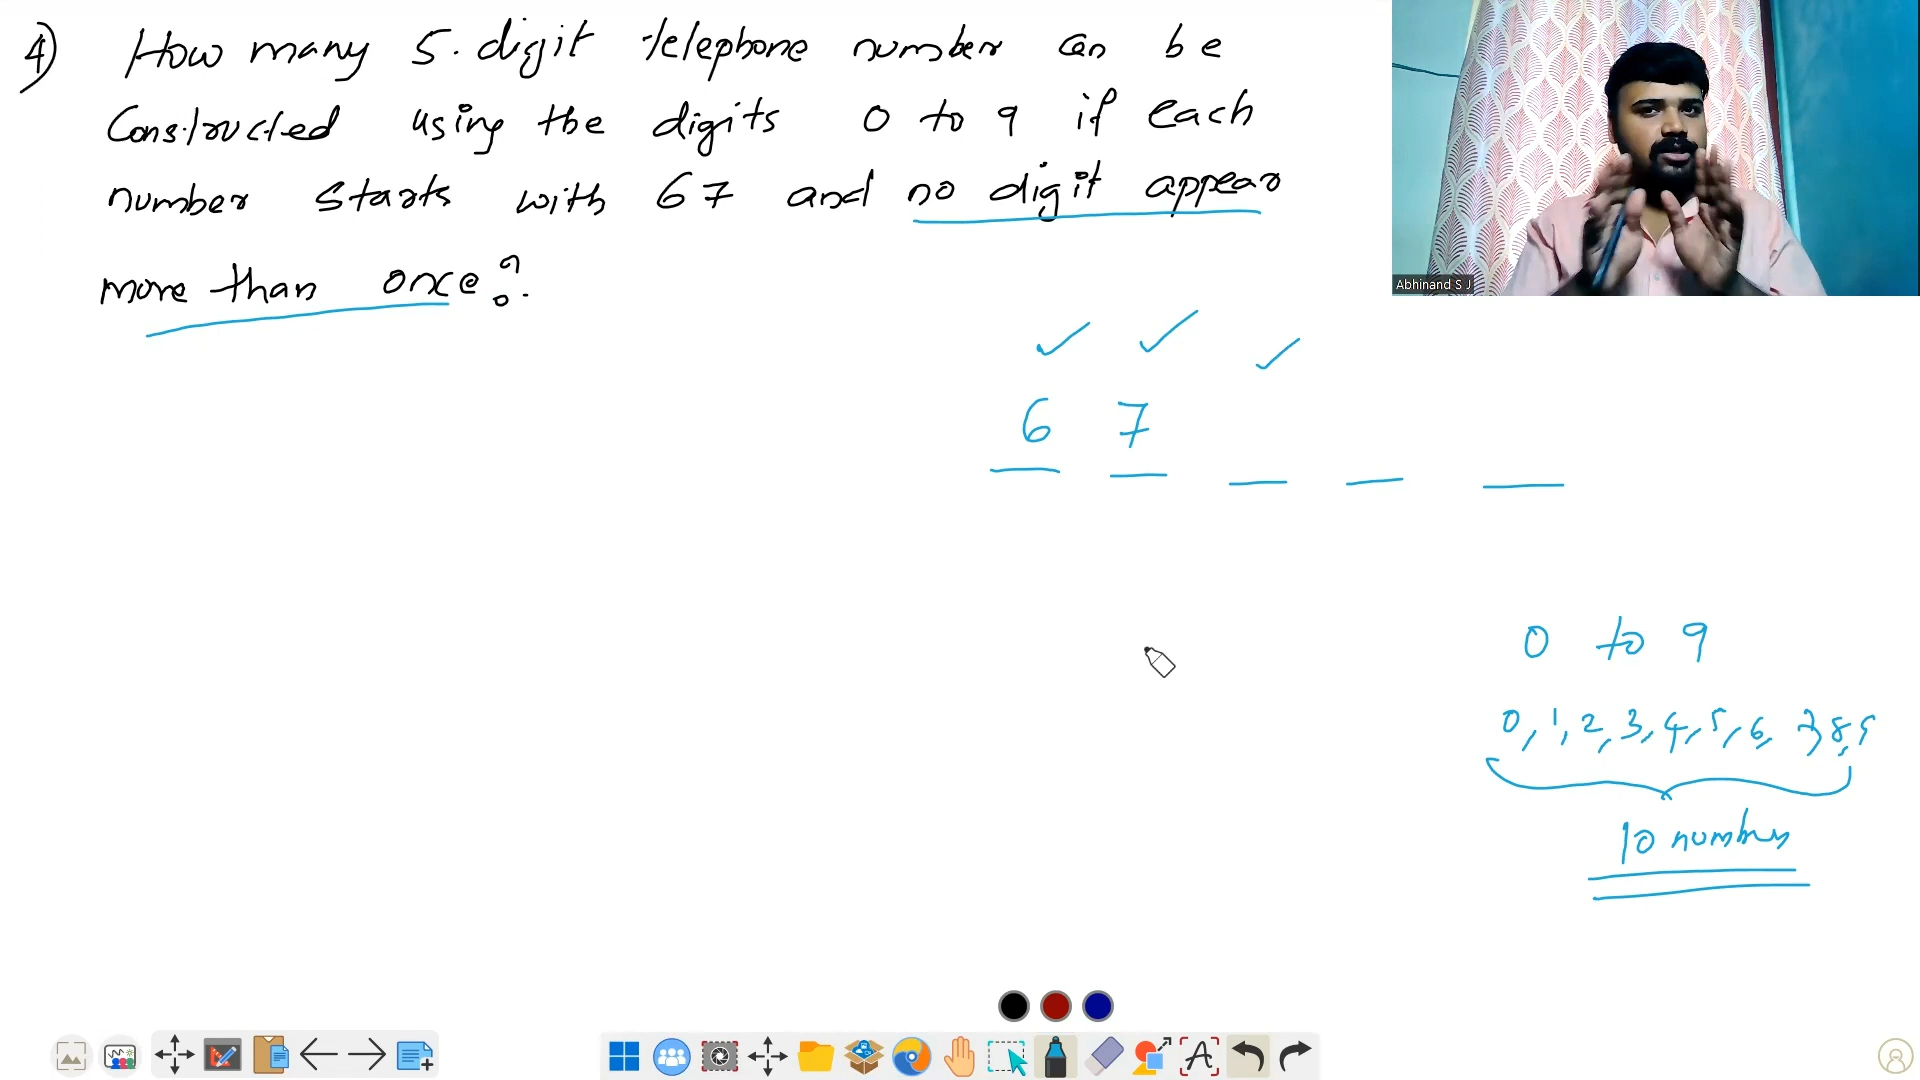 4) How many 5. digit telephone number can be
Constructed using the digits 0 to 9 if each
number starts with 67 and no digit appear
more than once?
Abhinand S J
6 7
0 to 9
0, 1, 2, 3, 4, 5, 6, 7, 8, 9
10 numbers